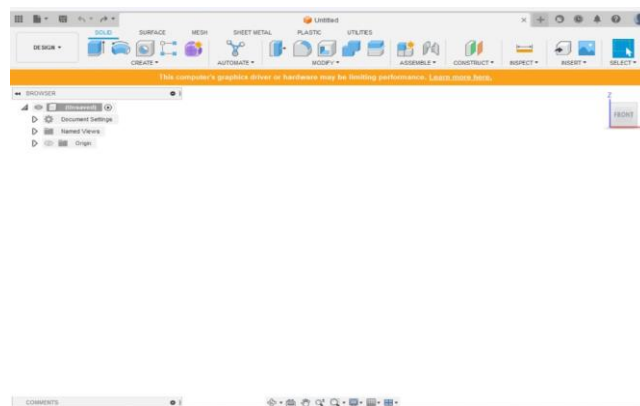 Untitled
SOLID SURFACE MESH SHEET METAL PLASTIC UTILITIES
DESIGN
CREATE AUTOMATE MODIFY ASSEMBLE CONSTRUCT INSPECT INSERT SELECT
This computer's graphics driver or hardware may be limiting performance. Learn more here.
BROWSER
(Unsaved)
Document Settings
Named Views
Origin
Z
FRONT
COMMENTS